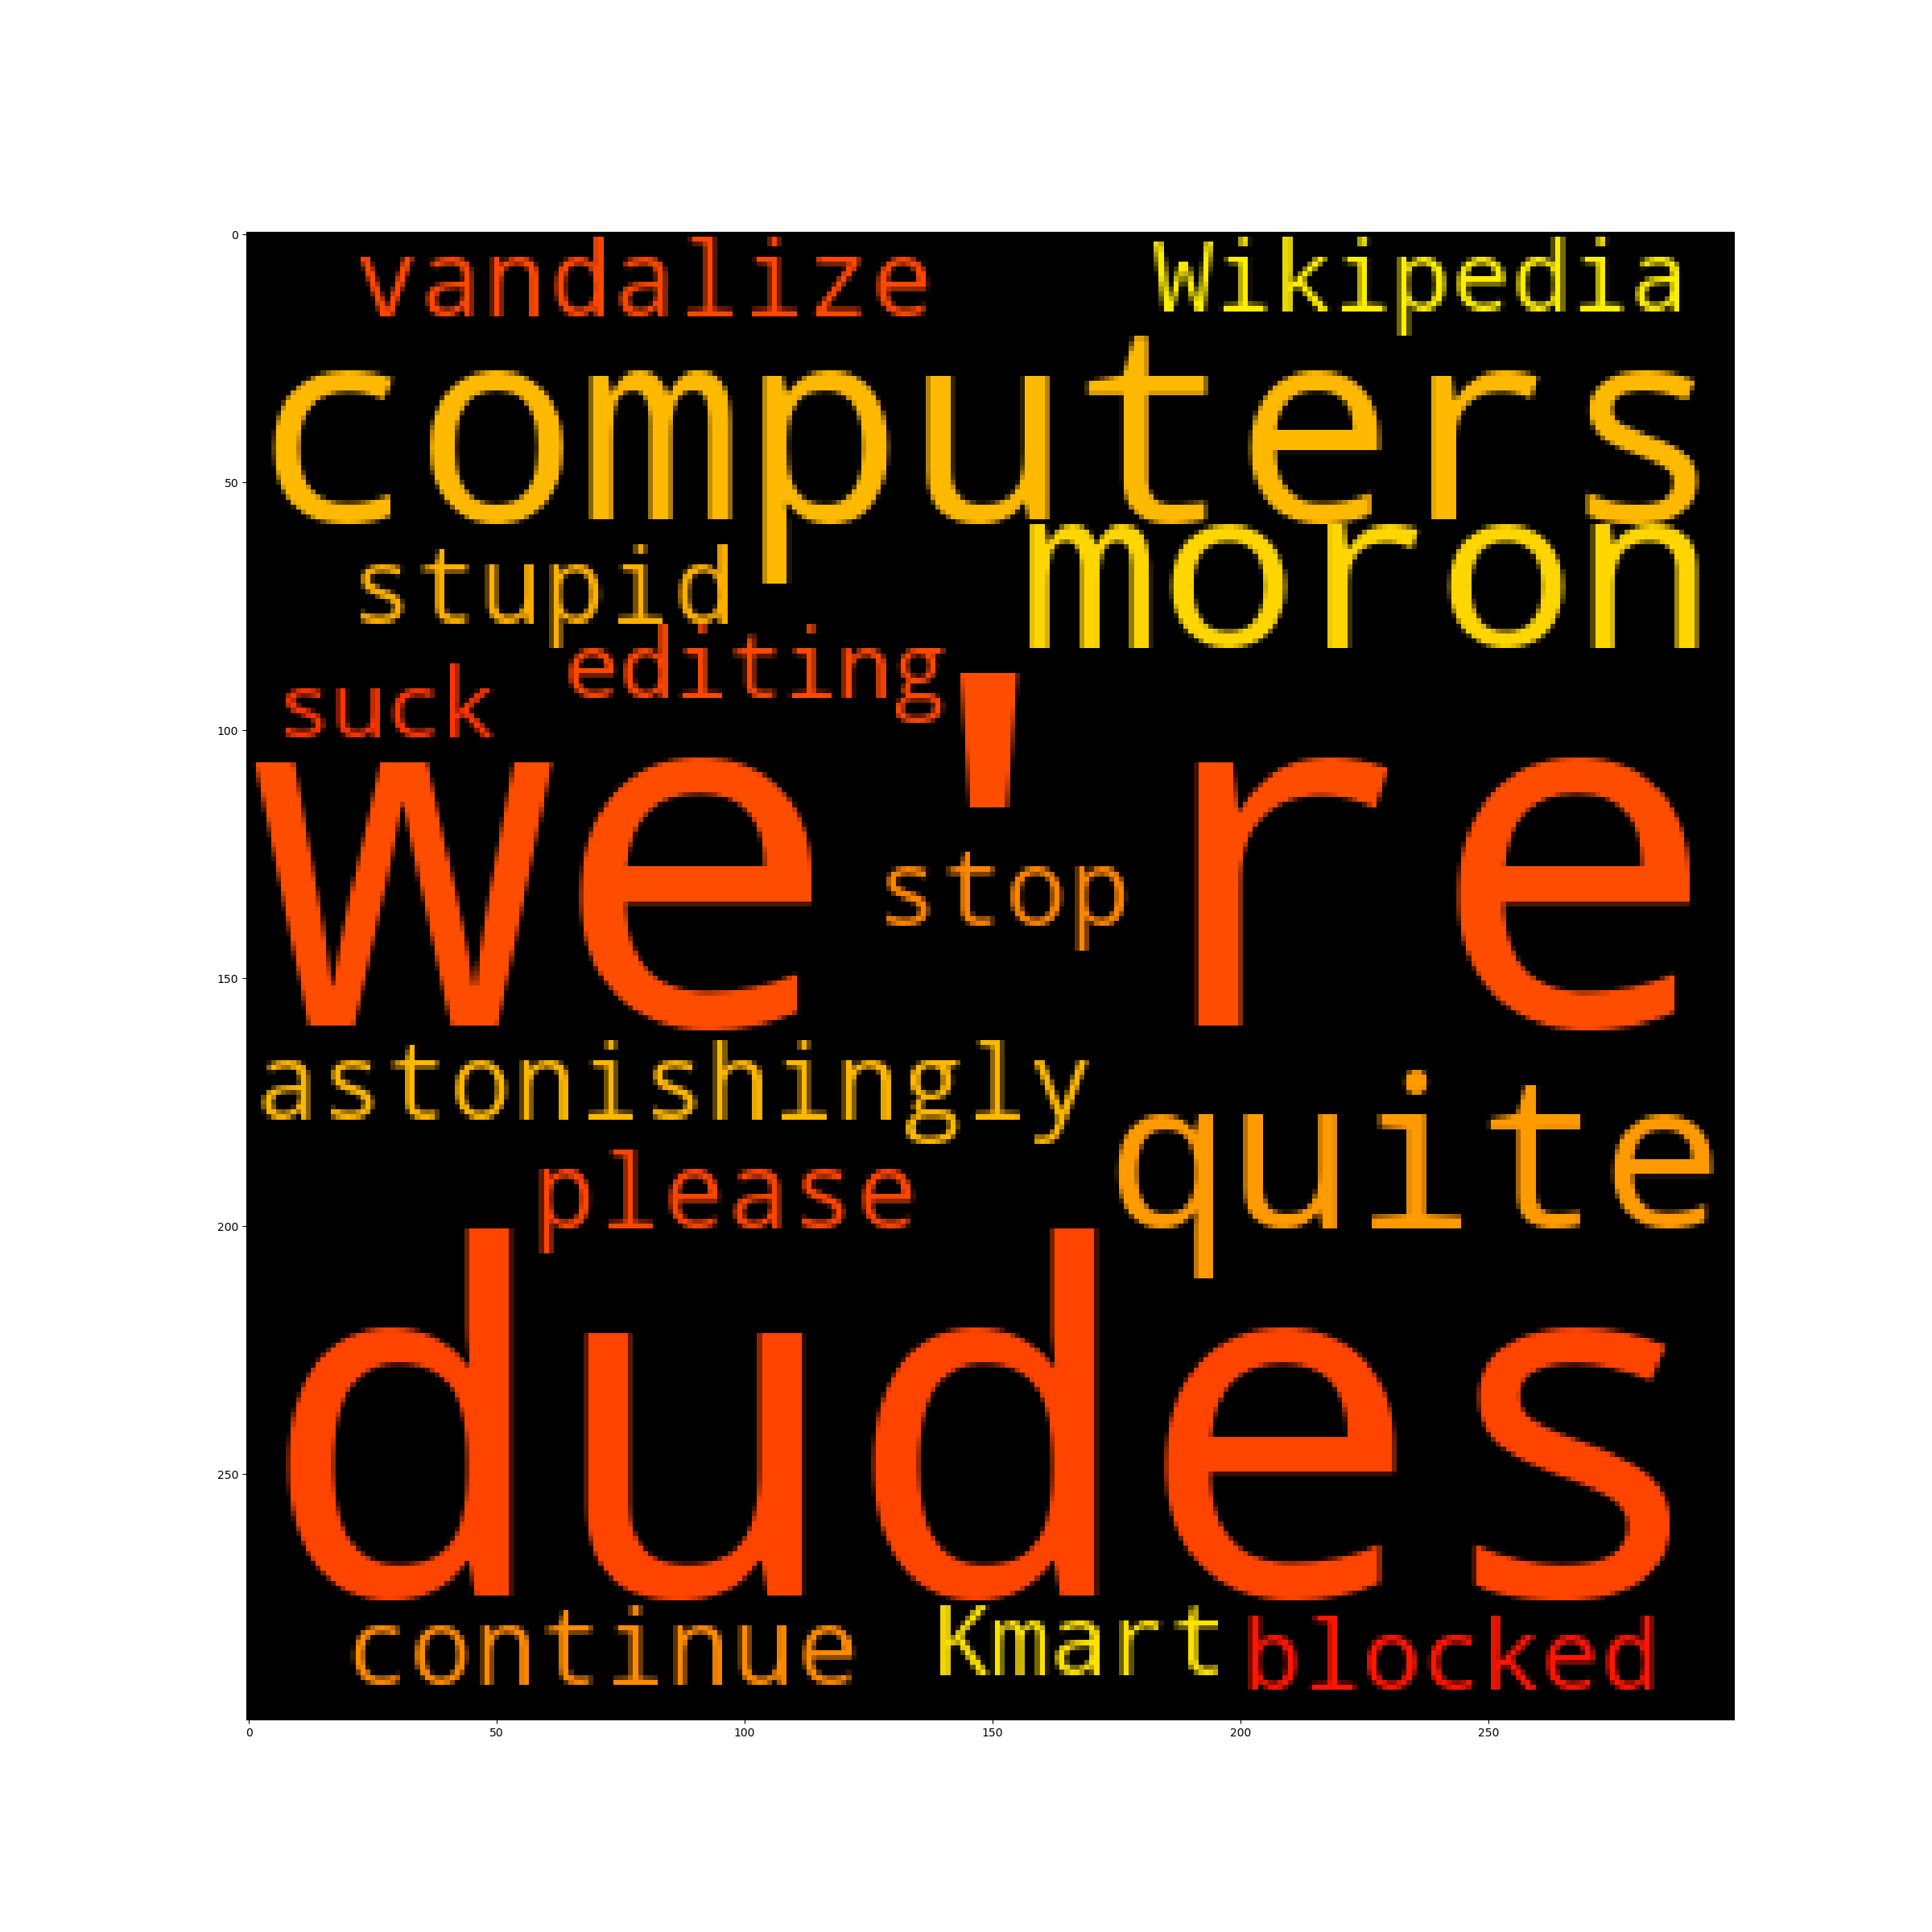 0
vandalize Wikipedia
computers
50
moron
stupid
editing
suck
100
we're
stop
150
astonishingly
quite
please
200
dudes
250
continue Kmart blocked
0 50 100 150 200 250